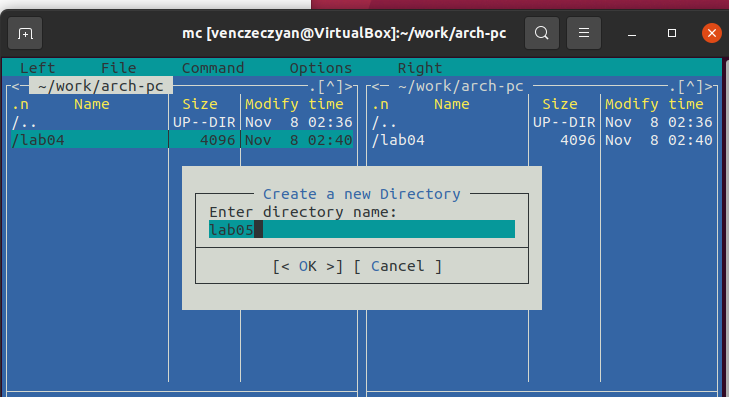 mc [venczeczyan@VirtualBox]:~/work/arch-pc
Left File Command Options Right
<─ ~/work/arch-pc ─.[^]> <─ ~/work/arch-pc ─.[^]>
.n Name Size Modify time .n Name Size Modify time
/.. UP--DIR Nov 8 02:36 /.. UP--DIR Nov 8 02:36
/lab04 4096 Nov 8 02:40 /lab04 4096 Nov 8 02:40
Create a new Directory
Enter directory name:
lab05
[< OK >] [ Cancel ]